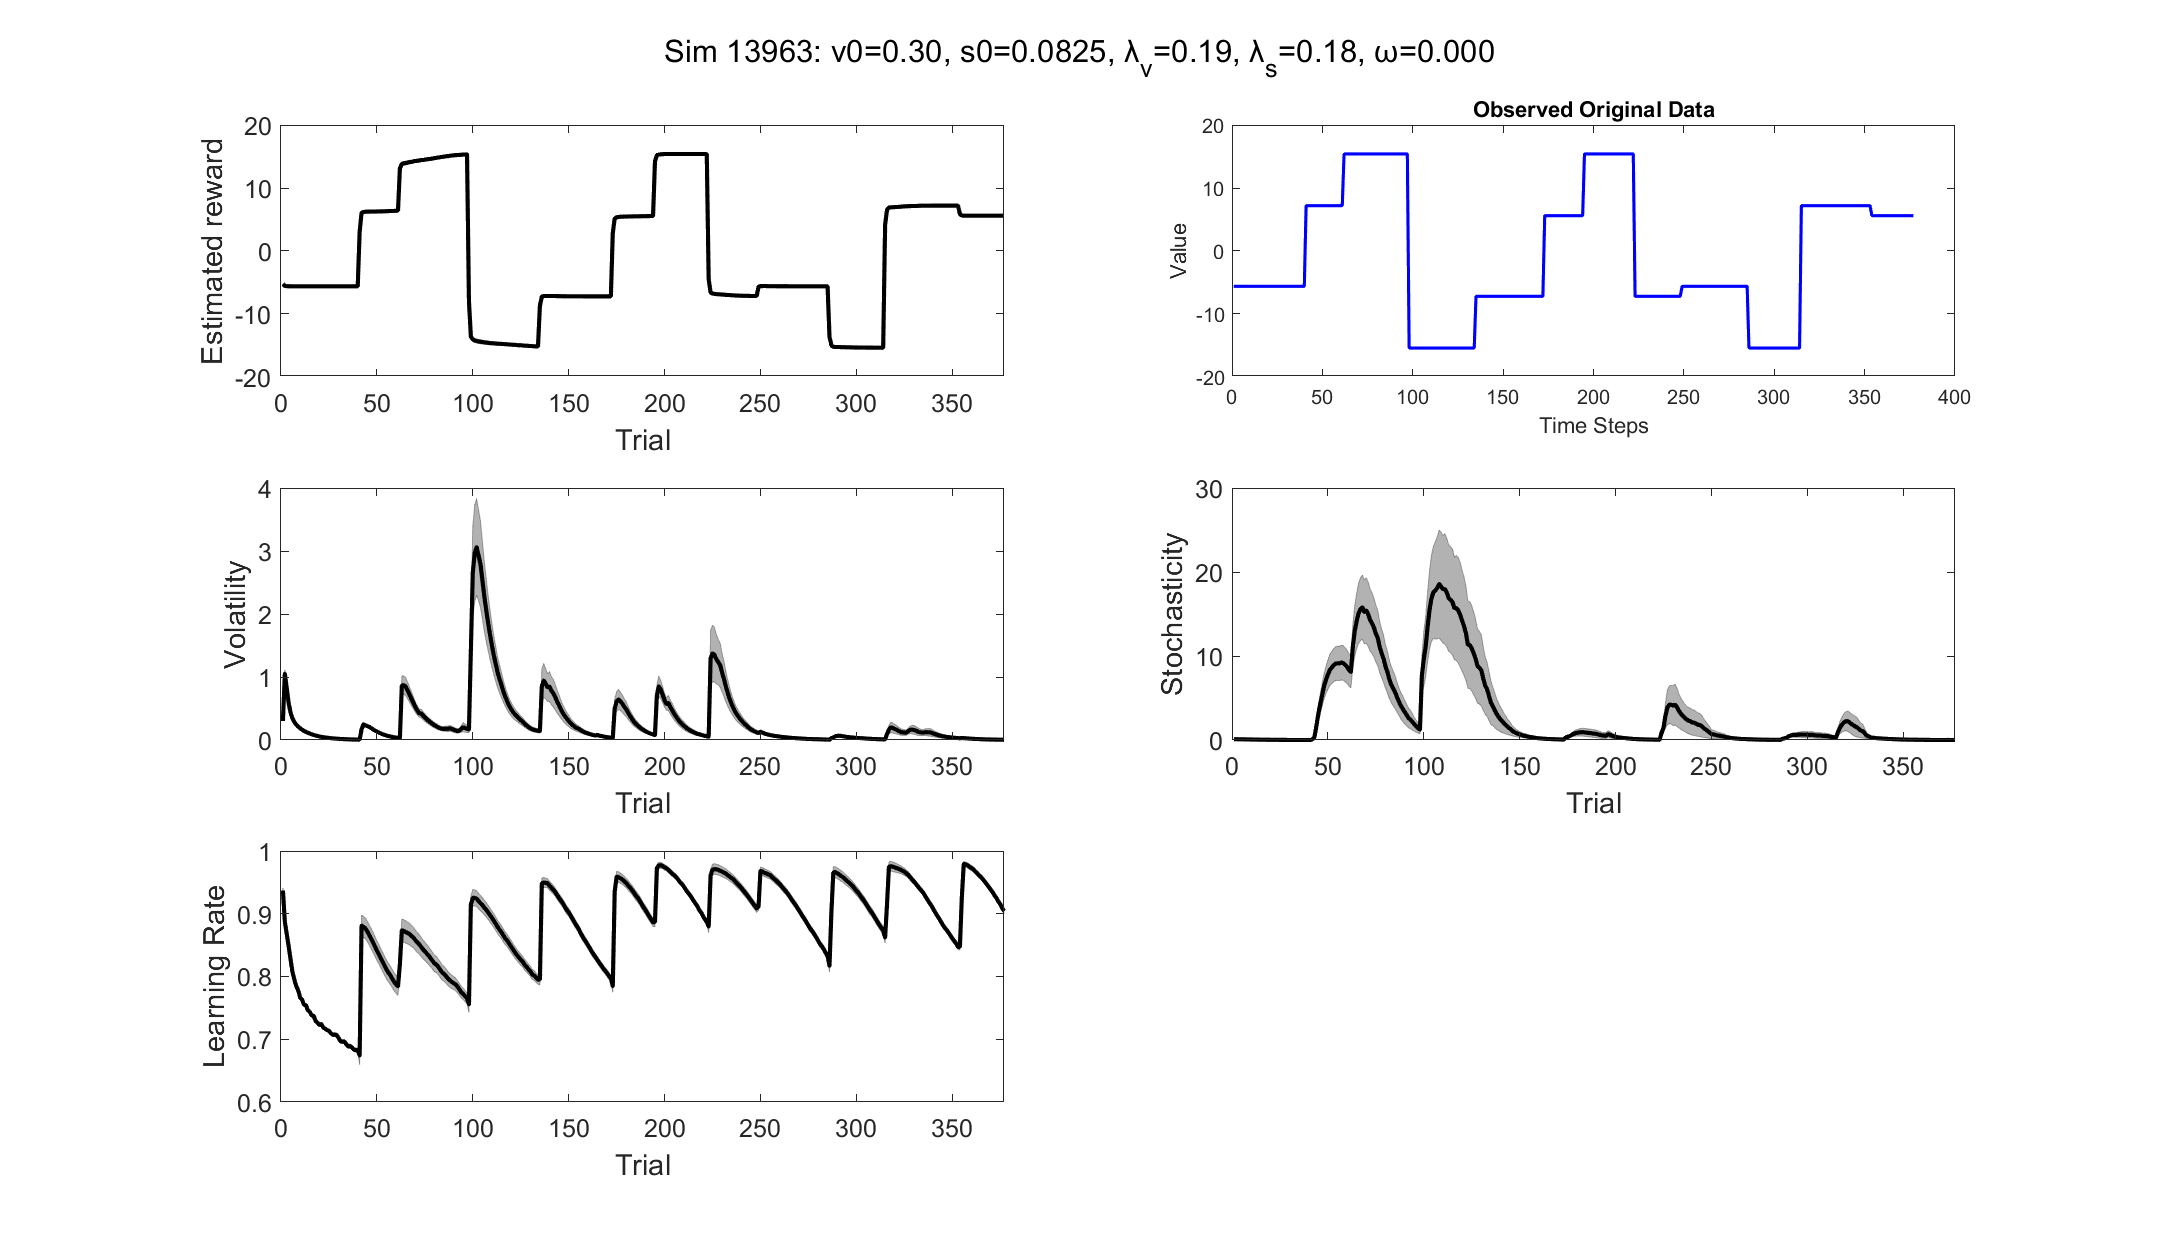 Sim 13963: v0=0.30, s0=0.0825, λv=0.19, λs=0.18, ω=0.000
Estimated reward
20
10
0
-10
-20
0 50 100 150 200 250 300 350
Trial
Observed Original Data
Value
20
10
0
-10
-20
0 50 100 150 200 250 300 350 400
Time Steps
Volatility
4
3
2
1
0
0 50 100 150 200 250 300 350
Trial
Stochasticity
30
20
10
0
0 50 100 150 200 250 300 350
Trial
Learning Rate
1
0.9
0.8
0.7
0.6
0 50 100 150 200 250 300 350
Trial